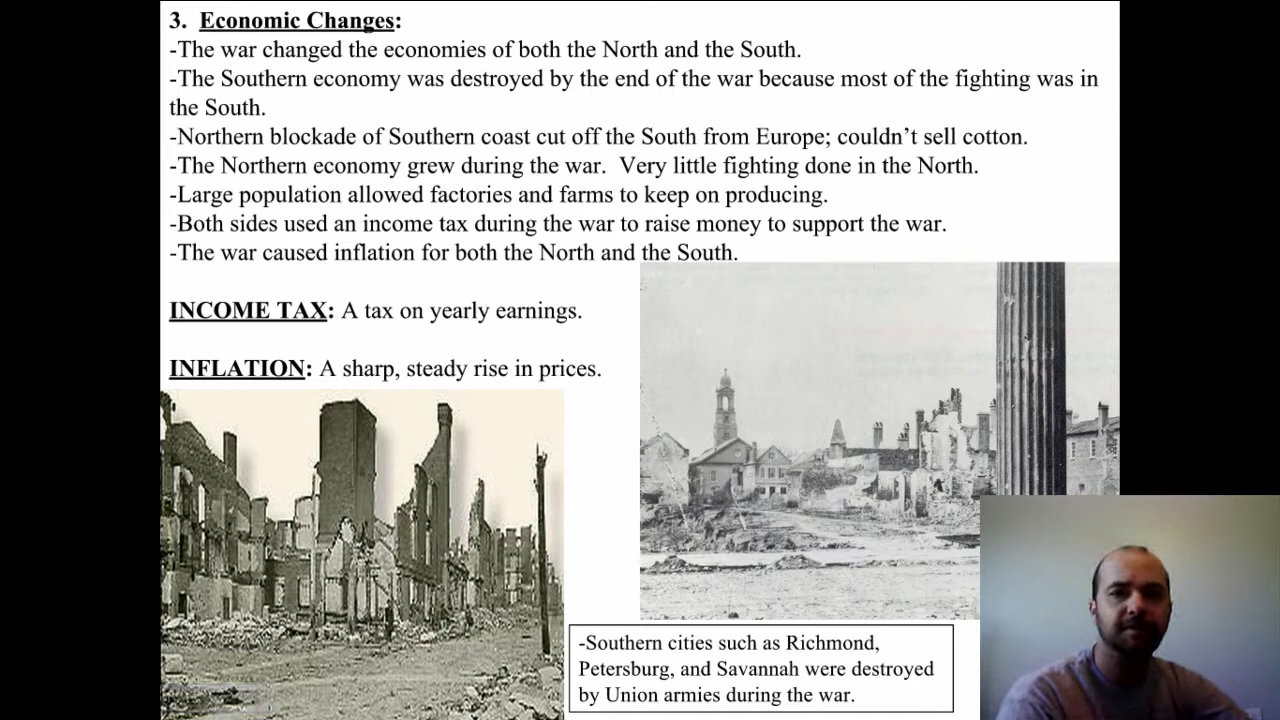 3. Economic Changes:
-The war changed the economies of both the North and the South.
-The Southern economy was destroyed by the end of the war because most of the fighting was in
the South.
-Northern blockade of Southern coast cut off the South from Europe; couldn’t sell cotton.
-The Northern economy grew during the war. Very little fighting done in the North.
-Large population allowed factories and farms to keep on producing.
-Both sides used an income tax during the war to raise money to support the war.
-The war caused inflation for both the North and the South.
INCOME TAX: A tax on yearly earnings.
INFLATION: A sharp, steady rise in prices.
-Southern cities such as Richmond,
Petersburg, and Savannah were destroyed
by Union armies during the war.